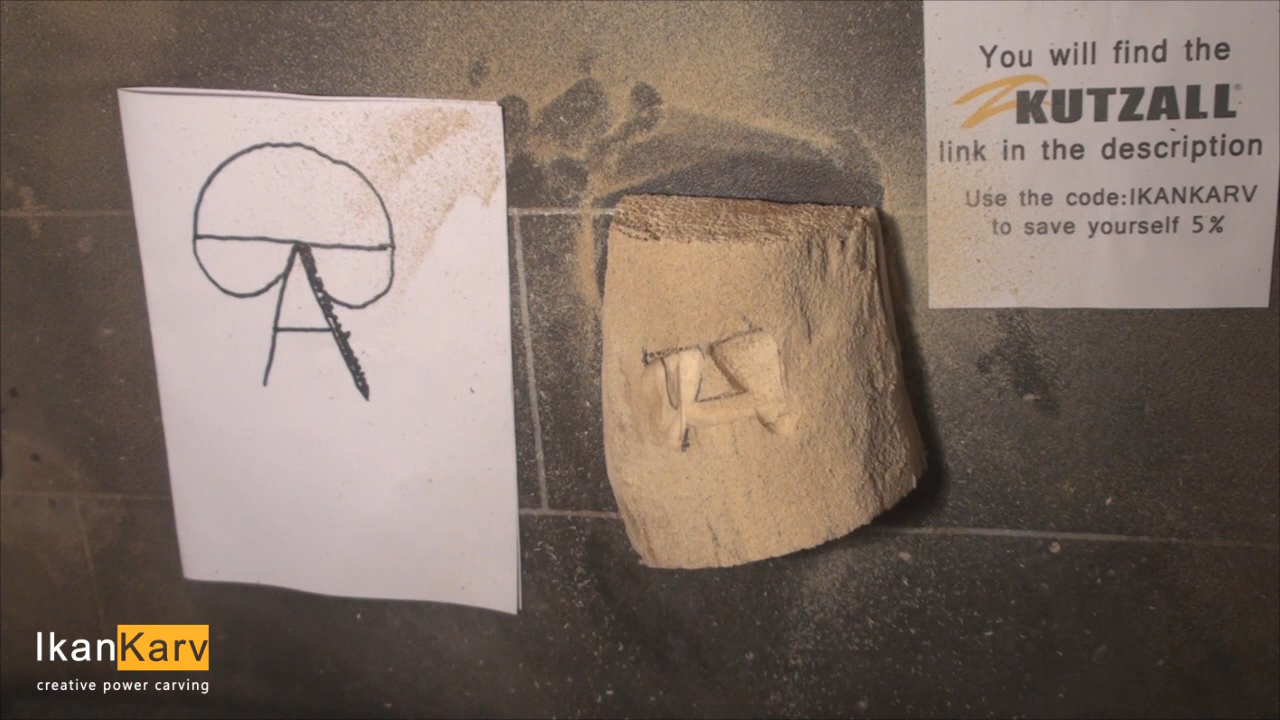 You will find the
KUTZALL
link in the description
Use the code:IKANKARV
to save yourself 5%
A
IkanKarv
creative power carving